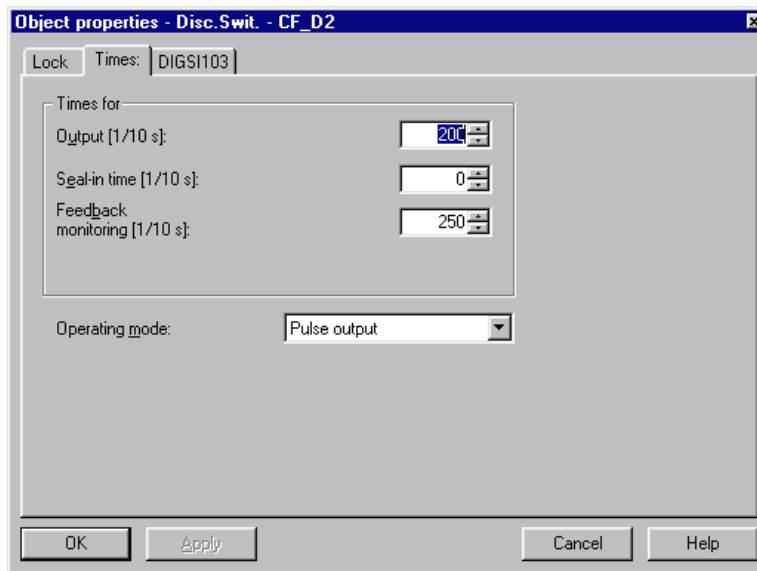 Object properties - Disc.Swit. - CF_D2
Lock Times: DIGSI103
Times for
Output [1/10 s]: 200
Seal-in time [1/10 s]: 0
Feedback
monitoring [1/10 s]: 250
Operating mode: Pulse output
OK Apply Cancel Help